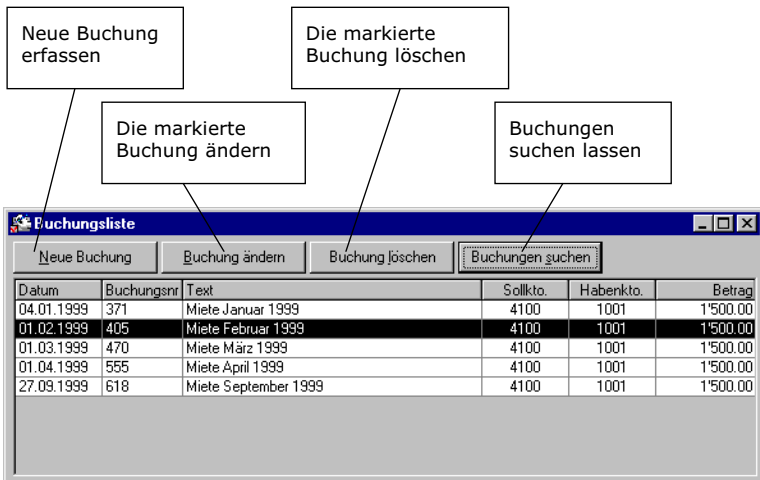 Neue Buchung
erfassen
Die markierte
Buchung löschen
Die markierte
Buchung ändern
Buchungen
suchen lassen
Buchungsliste
Neue Buchung Buchung ändern Buchung löschen Buchungen suchen
Datum Buchungsnr Text Sollkto. Habenkto. Betrag
04.01.1999 371 Miete Januar 1999 4100 1001 1'500.00
01.02.1999 405 Miete Februar 1999 4100 1001 1'500.00
01.03.1999 470 Miete März 1999 4100 1001 1'500.00
01.04.1999 555 Miete April 1999 4100 1001 1'500.00
27.09.1999 618 Miete September 1999 4100 1001 1'500.00